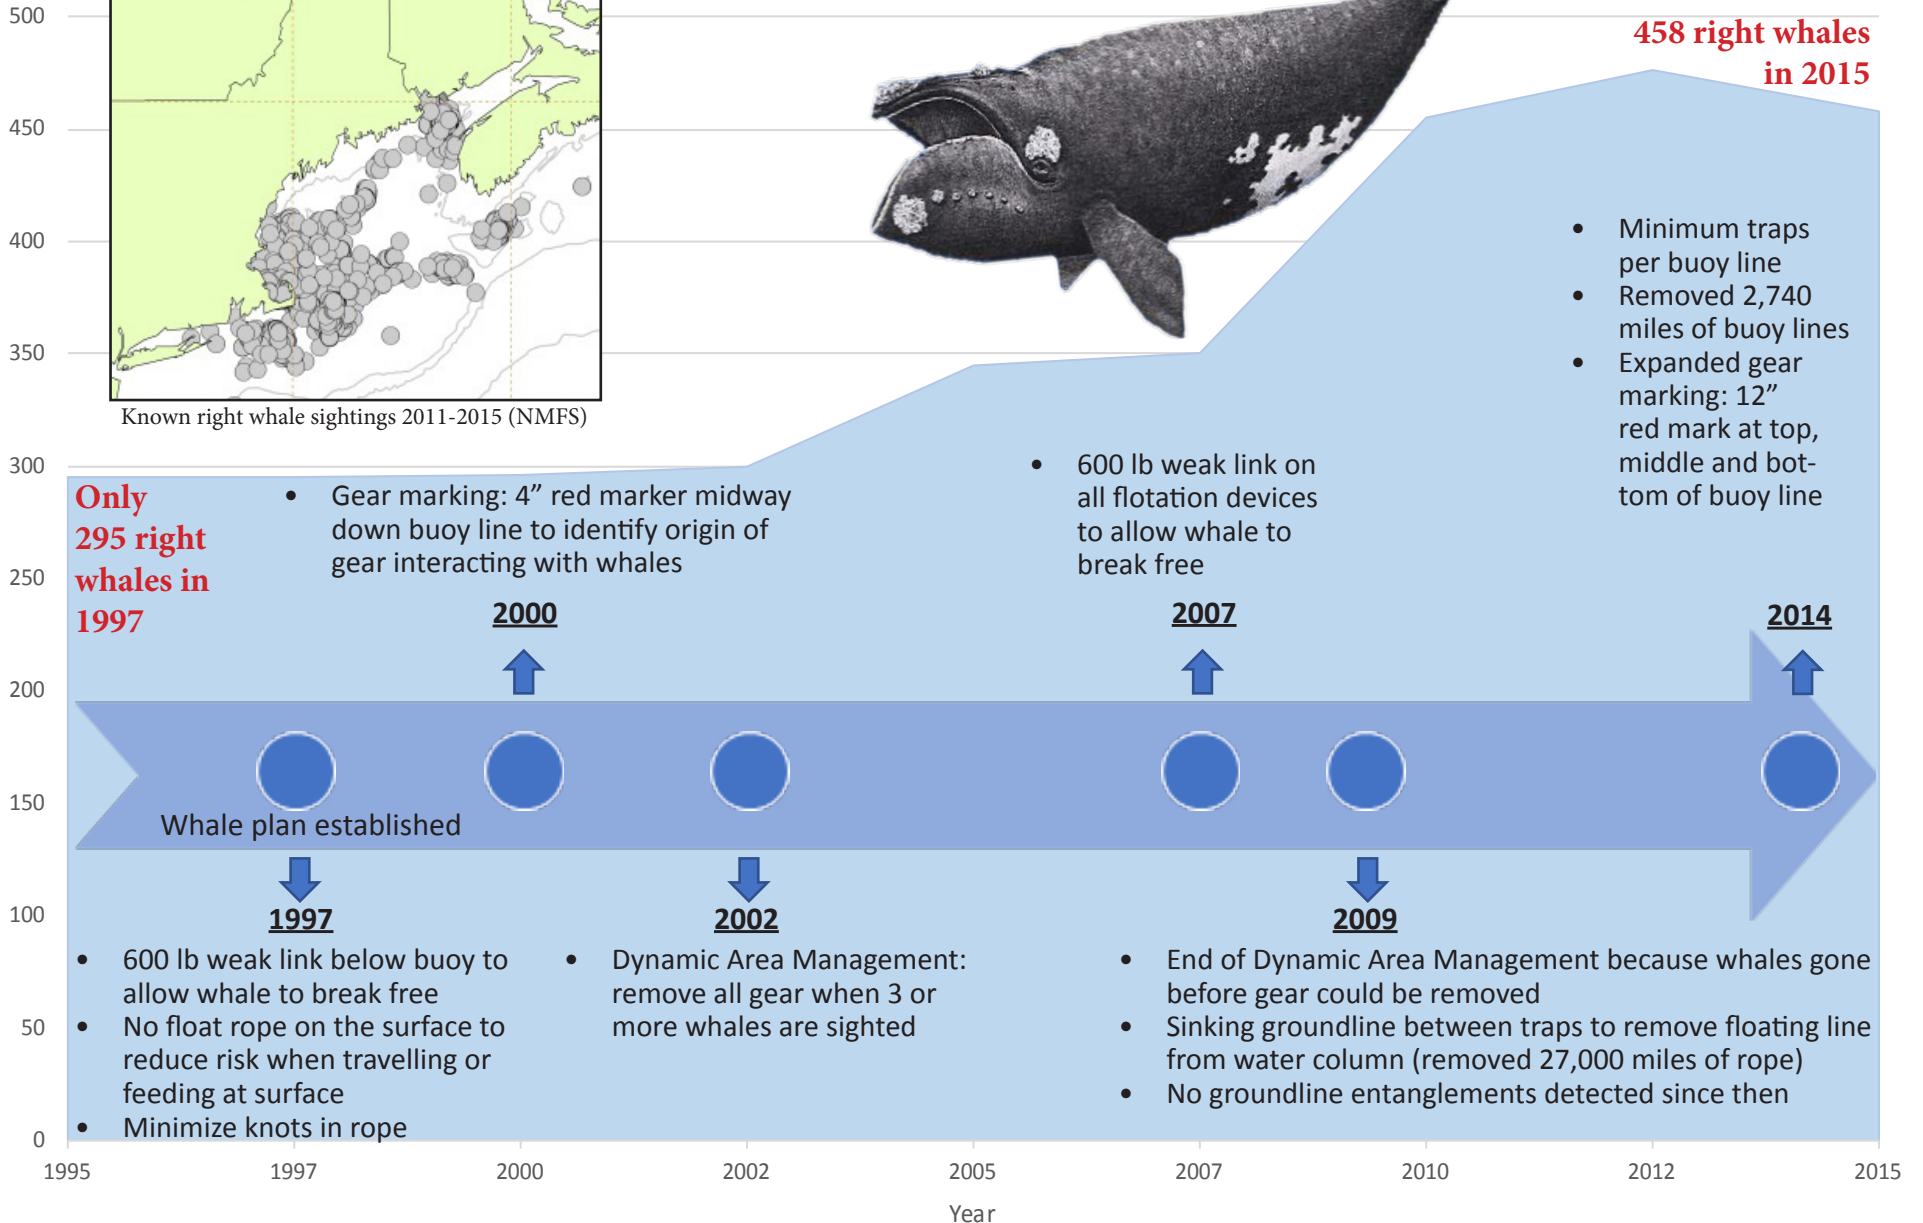 500
450
400
350
300
250
200
150
100
50
0
Known right whale sightings 2011-2015 (NMFS)
458 right whales
in 2015
Only
295 right
whales in
1997
• Gear marking: 4” red marker midway
down buoy line to identify origin of
gear interacting with whales
2000
• 600 lb weak link on
all flotation devices
to allow whale to
break free
2007
• Minimum traps
per buoy line
• Removed 2,740
miles of buoy lines
• Expanded gear
marking: 12”
red mark at top,
middle and bot-
tom of buoy line
2014
Whale plan established
1997
• 600 lb weak link below buoy to
allow whale to break free
• No float rope on the surface to
reduce risk when travelling or
feeding at surface
• Minimize knots in rope
2002
• Dynamic Area Management:
remove all gear when 3 or
more whales are sighted
2009
• End of Dynamic Area Management because whales gone
before gear could be removed
• Sinking groundline between traps to remove floating line
from water column (removed 27,000 miles of rope)
• No groundline entanglements detected since then
1995 1997 2000 2002 2005 2007 2010 2012 2015
Year